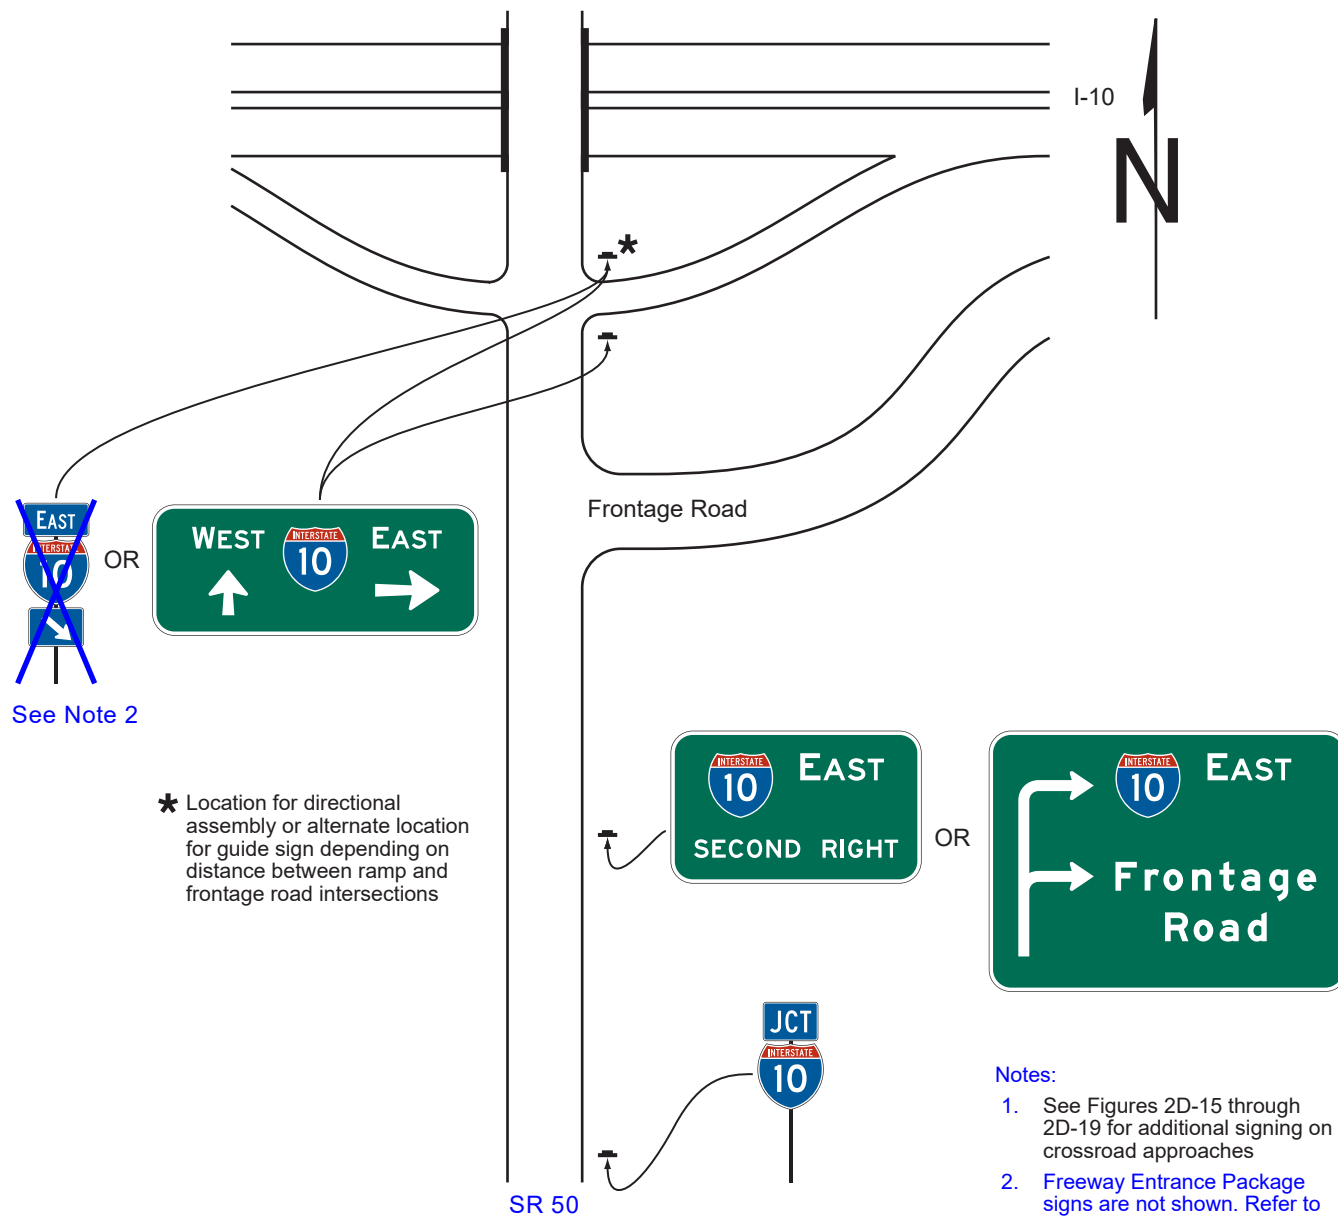 I-10
N
*
Frontage Road
EAST
INTERSTATE
10
OR
WEST
INTERSTATE
10
EAST
See Note 2
* Location for directional
assembly or alternate location
for guide sign depending on
distance between ramp and
frontage road intersections
INTERSTATE
10
EAST
SECOND RIGHT
OR
INTERSTATE
10
EAST
Frontage
Road
JCT
INTERSTATE
10
SR 50
Notes:
1. See Figures 2D-15 through
2D-19 for additional signing on
crossroad approaches
2. Freeway Entrance Package
signs are not shown. Refer to